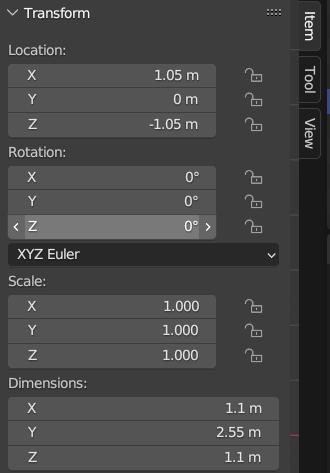 Transform
Item
Location:
X 1.05 m
Tool
Y 0 m
Z -1.05 m
View
Rotation:
X 0°
Y 0°
Z 0°
XYZ Euler
Scale:
X 1.000
Y 1.000
Z 1.000
Dimensions:
X 1.1 m
Y 2.55 m
Z 1.1 m